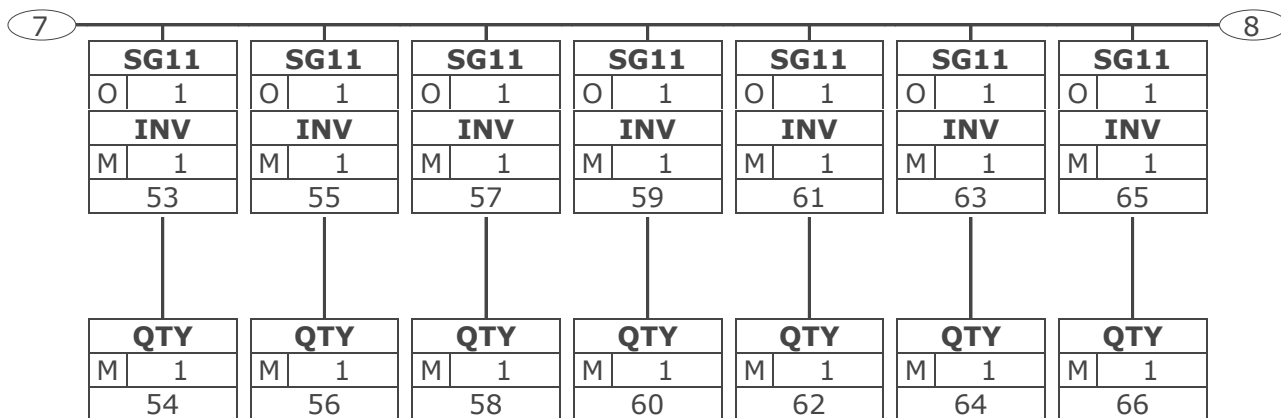 7 8
SG11 SG11 SG11 SG11 SG11 SG11 SG11
O 1 O 1 O 1 O 1 O 1 O 1 O 1
INV INV INV INV INV INV INV
M 1 M 1 M 1 M 1 M 1 M 1 M 1
53 55 57 59 61 63 65
QTY QTY QTY QTY QTY QTY QTY
M 1 M 1 M 1 M 1 M 1 M 1 M 1
54 56 58 60 62 64 66